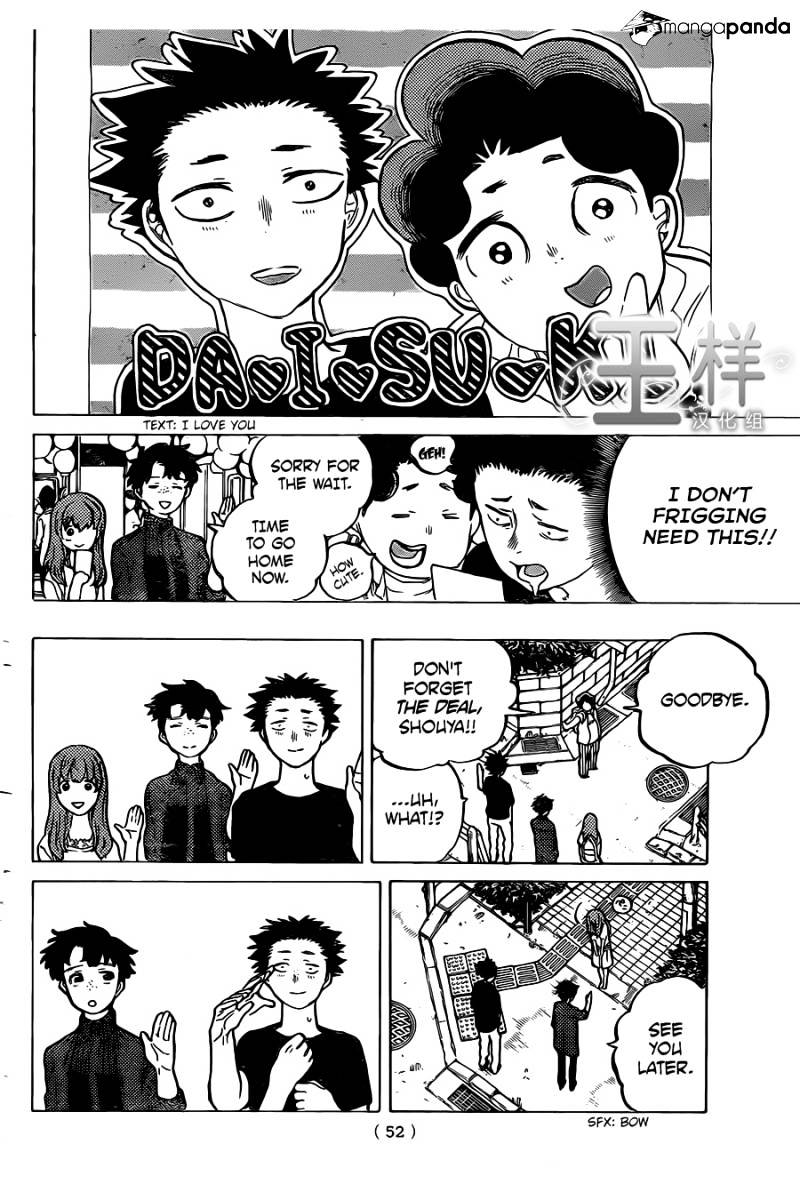 mangapanda
DA♥I♥SU♥K
王样
汉化组
TEXT: I LOVE YOU
I DON'T
FRIGGING
NEED THIS!!
GEH!
HOW
CUTE.
SORRY FOR
THE WAIT.
TIME
TO GO
HOME
NOW.
GOODBYE.
DON'T
FORGET
THE DEAL,
SHOUYA!!
...UH,
WHAT!?
SEE
YOU
LATER.
SFX: BOW
( 52 )